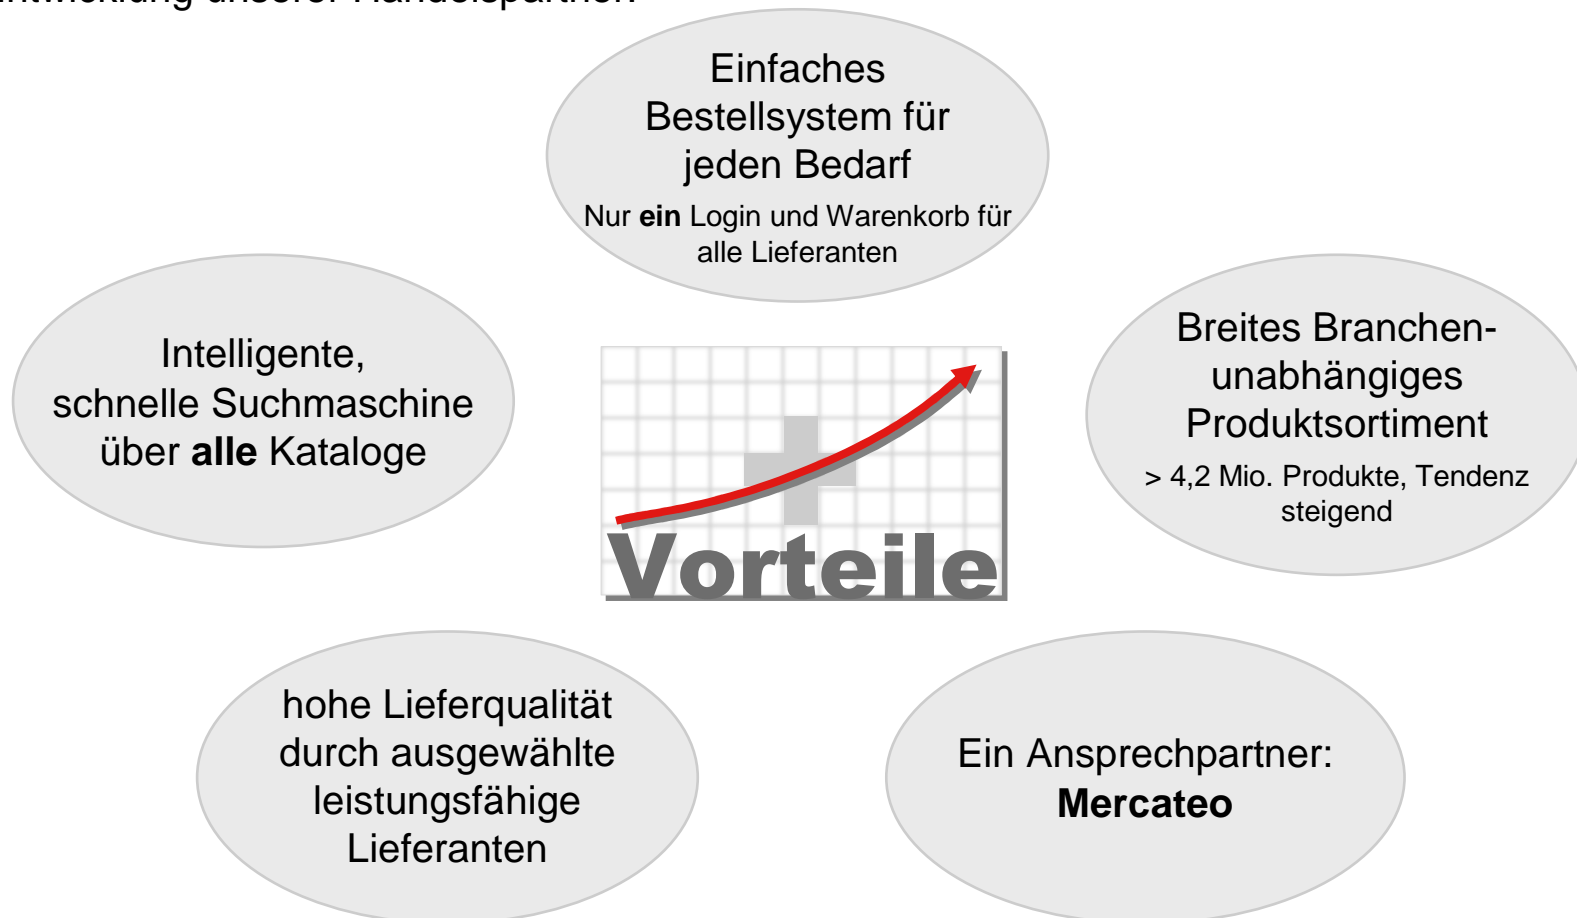 unserer Handelspartner.
Einfaches
Bestellsystem für
jeden Bedarf
Nur ein Login und Warenkorb für
alle Lieferanten
Intelligente,
schnelle Suchmaschine
über alle Kataloge
Breites Branchen-
unabhängiges
Produktsortiment
> 4,2 Mio. Produkte, Tendenz
steigend
Vorteile
hohe Lieferqualität
durch ausgewählte
leistungsfähige
Lieferanten
Ein Ansprechpartner:
Mercateo